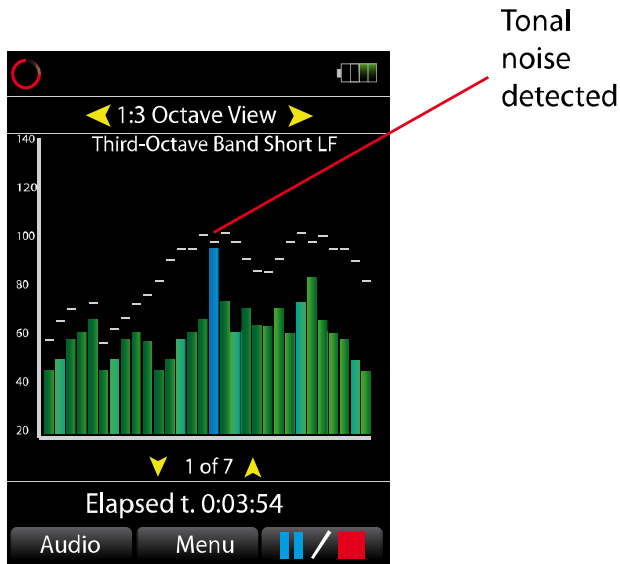 Tonal
noise
detected
1:3 Octave View
Third-Octave Band Short LF
140
120
100
80
60
40
20
1 of 7
Elapsed t. 0:03:54
Audio
Menu
/